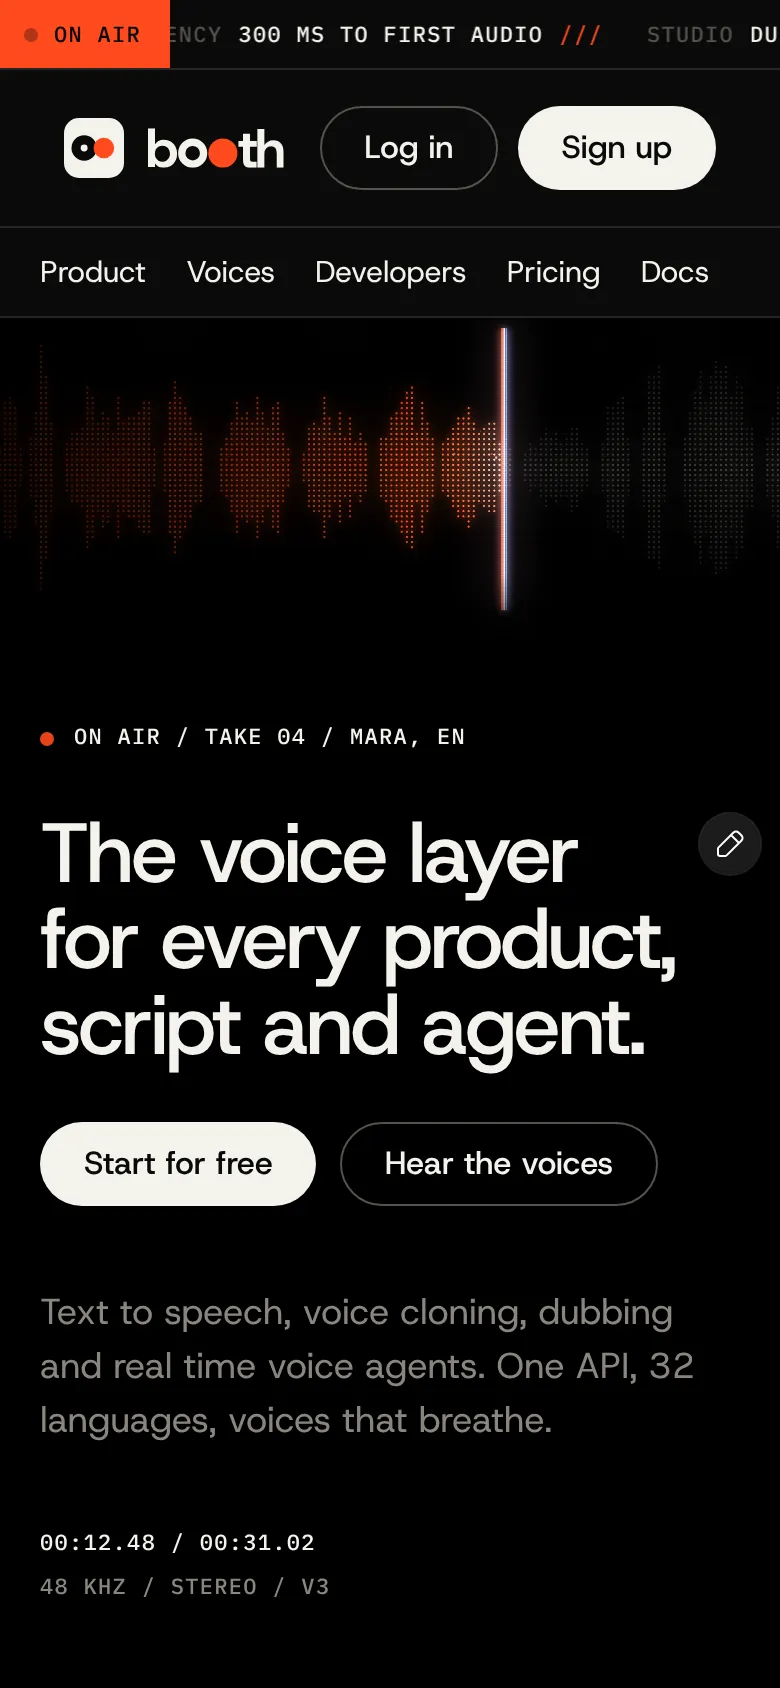 ON AIR 300 MS TO FIRST AUDIO /// STUDIO
booth Log in Sign up
Product Voices Developers Pricing Docs
ON AIR / TAKE 04 / MARA, EN
The voice layer
for every product,
script and agent.
Start for free Hear the voices
Text to speech, voice cloning, dubbing
and real time voice agents. One API, 32
languages, voices that breathe.
00:12.48 / 00:31.02
48 KHZ / STEREO / V3